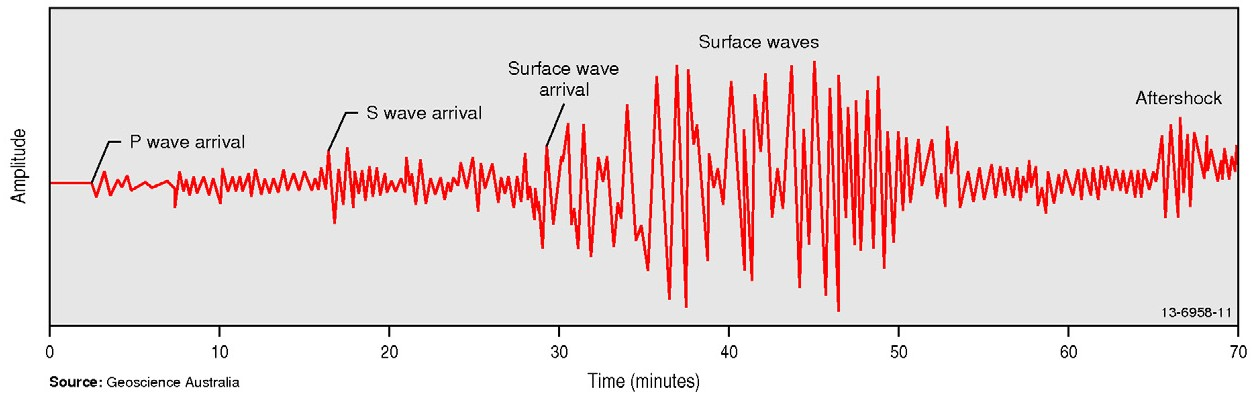 Surface waves
Surface wave
arrival
Aftershock
S wave arrival
P wave arrival
Amplitude
13-6958-11
0 10 20 30 40 50 60 70
Source: Geoscience Australia
Time (minutes)